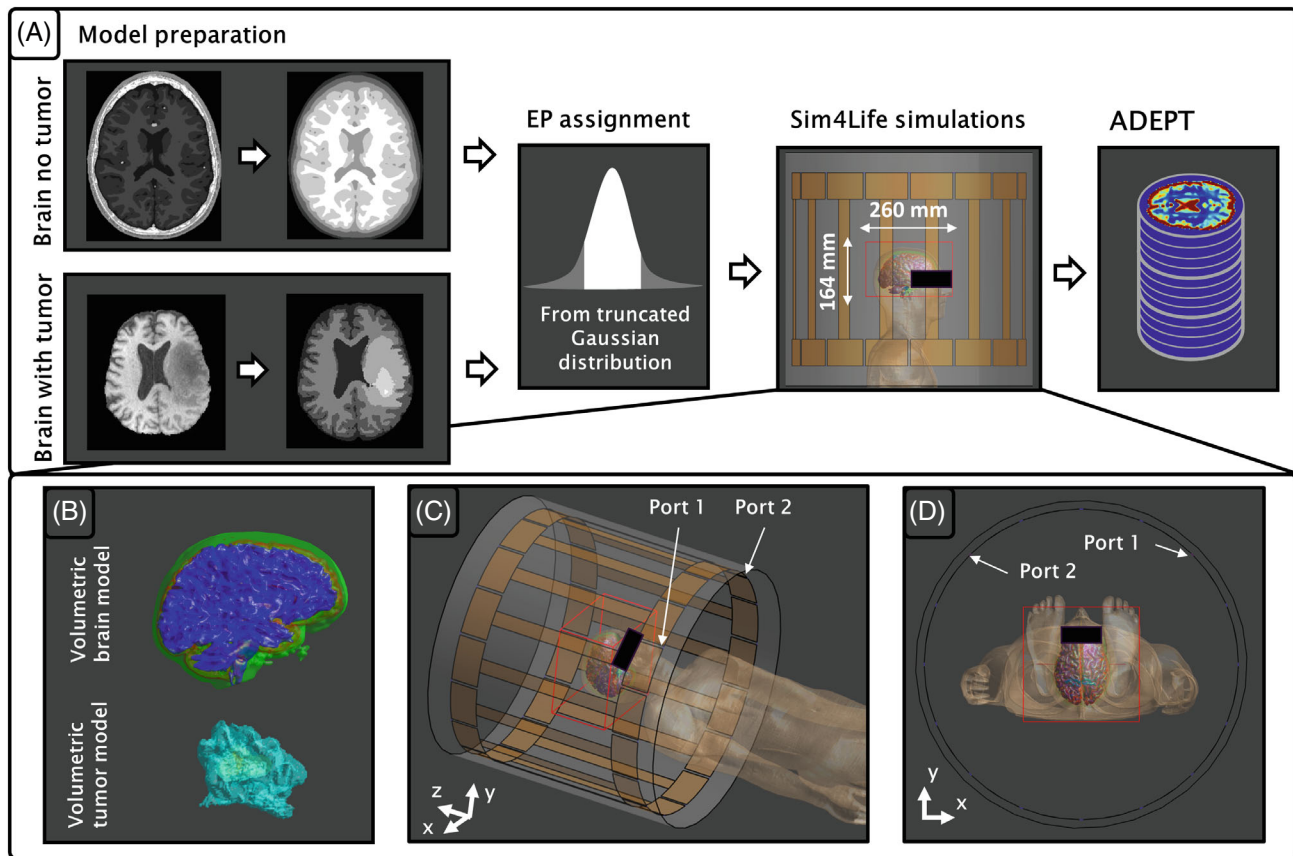 (A)
Model preparation
Brain no tumor
Brain with tumor
EP assignment
From truncated
Gaussian
distribution
Sim4Life simulations
260 mm
164 mm
ADEPT
(B)
Volumetric
brain model
Volumetric
tumor model
(C)
Port 1
Port 2
z
y
x
(D)
Port 1
Port 2
y
x